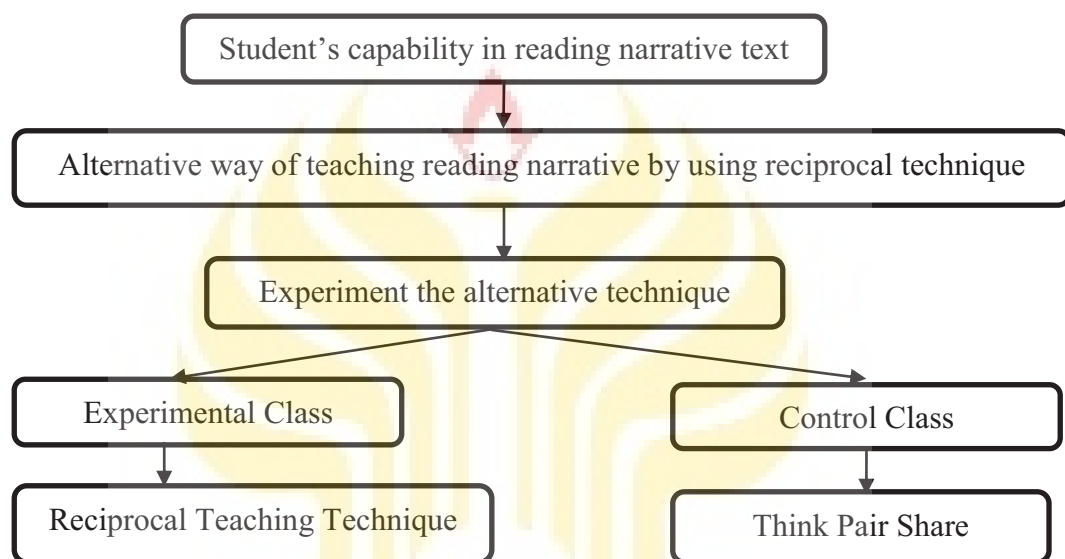 Student’s capability in reading narrative text
Alternative way of teaching reading narrative by using reciprocal technique
Experiment the alternative technique
Experimental Class
Control Class
Reciprocal Teaching Technique
Think Pair Share